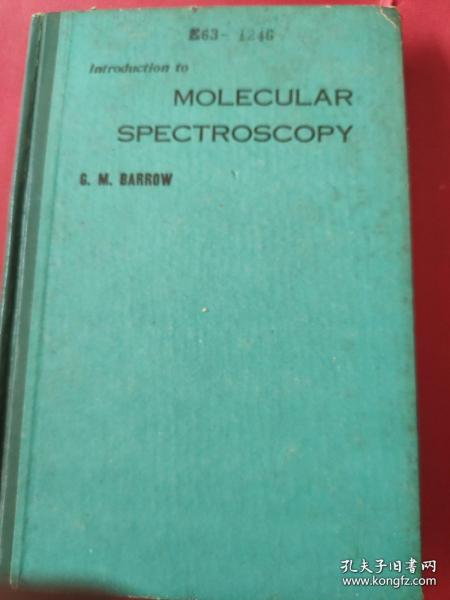 E63- 1246
Introduction to
MOLECULAR
SPECTROSCOPY
G. M. BARROW
孔夫子旧书网
www.kongfz.com